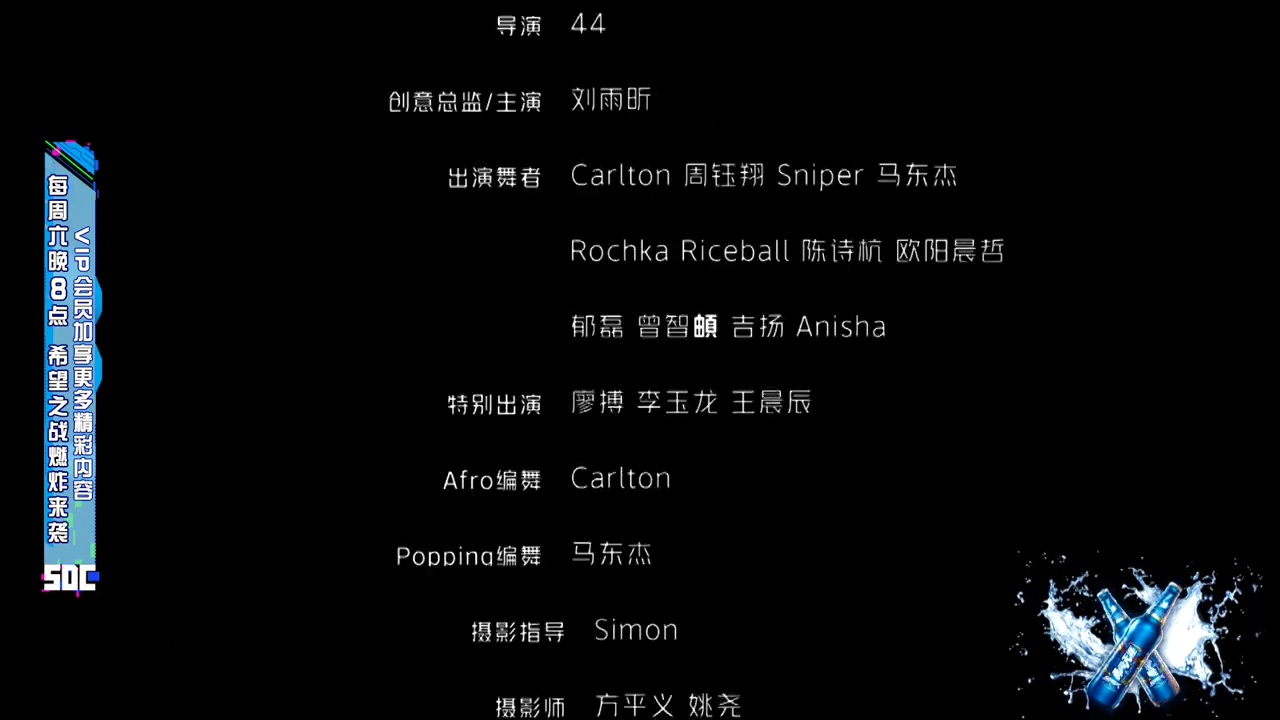 导演 44
创意总监/主演 刘雨昕
出演舞者 Carlton 周钰翔 Sniper 马东杰
Rochka Riceball 陈诗杭 欧阳晨哲
郁磊 曾智頔 吉扬 Anisha
特别出演 廖搏 李玉龙 王晨辰
Afro编舞 Carlton
Popping编舞 马东杰
摄影指导 Simon
摄影师 方平义 姚尧
VIP会员加享更多精彩内容
每周六晚8点 希望之战燃炸来袭
SDC